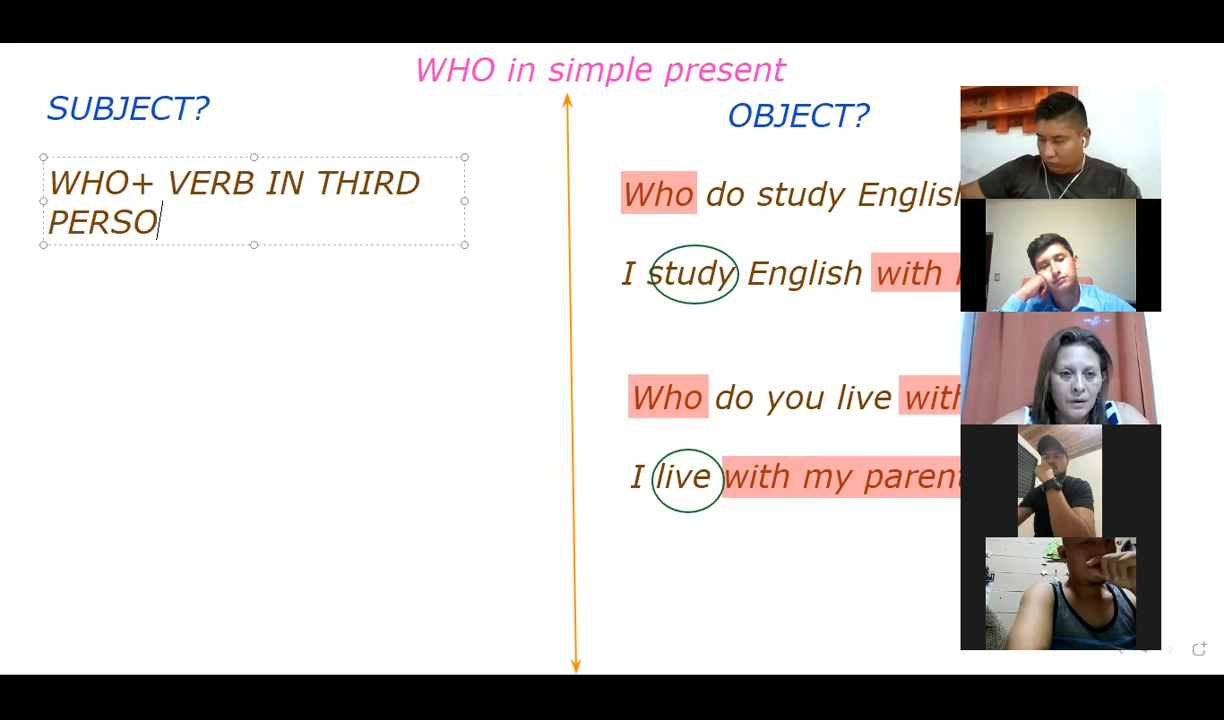 WHO in simple present
SUBJECT?
WHO+ VERB IN THIRD
PERSO
OBJECT?
Who do study English
I study English with
Who do you live with
I live with my parent